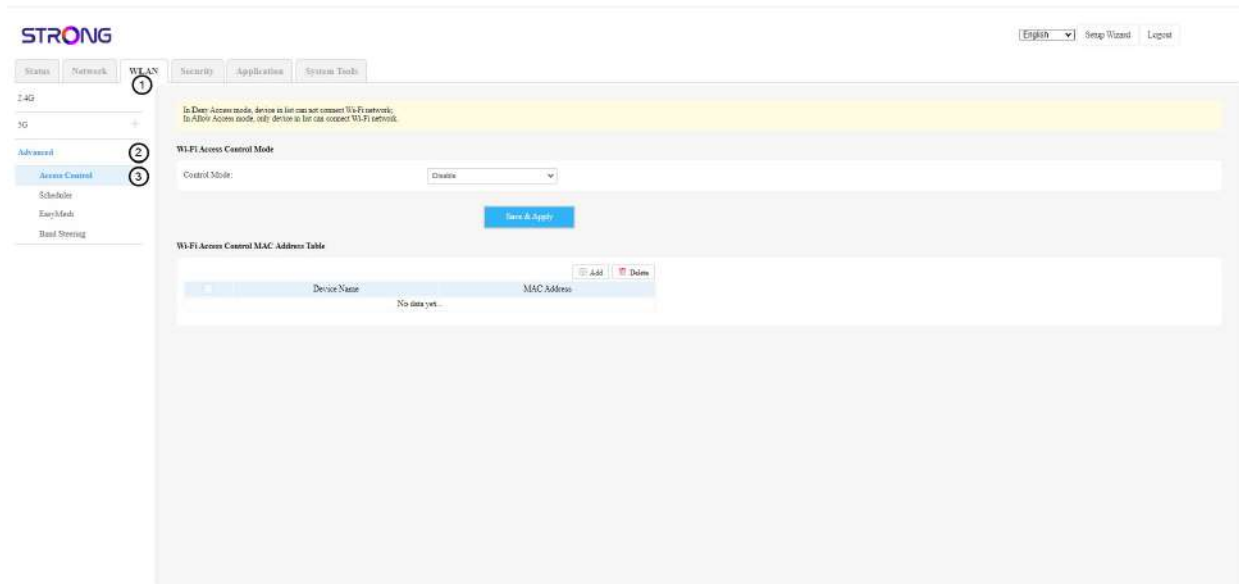 STRONG
English Setup Wizard Logout
Status Network WLAN Security Application System Tools
1
2.4G
5G +
Advanced 2
Access Control 3
Scheduler
EasyMesh
Band Steering
In Deny Access mode, device in list can not connect Wi-Fi network;
In Allow Access mode, only device in list can connect Wi-Fi network.
Wi-Fi Access Control Mode
Control Mode: Disable
Save & Apply
Wi-Fi Access Control MAC Address Table
Add Delete
Device Name MAC Address
No data yet...